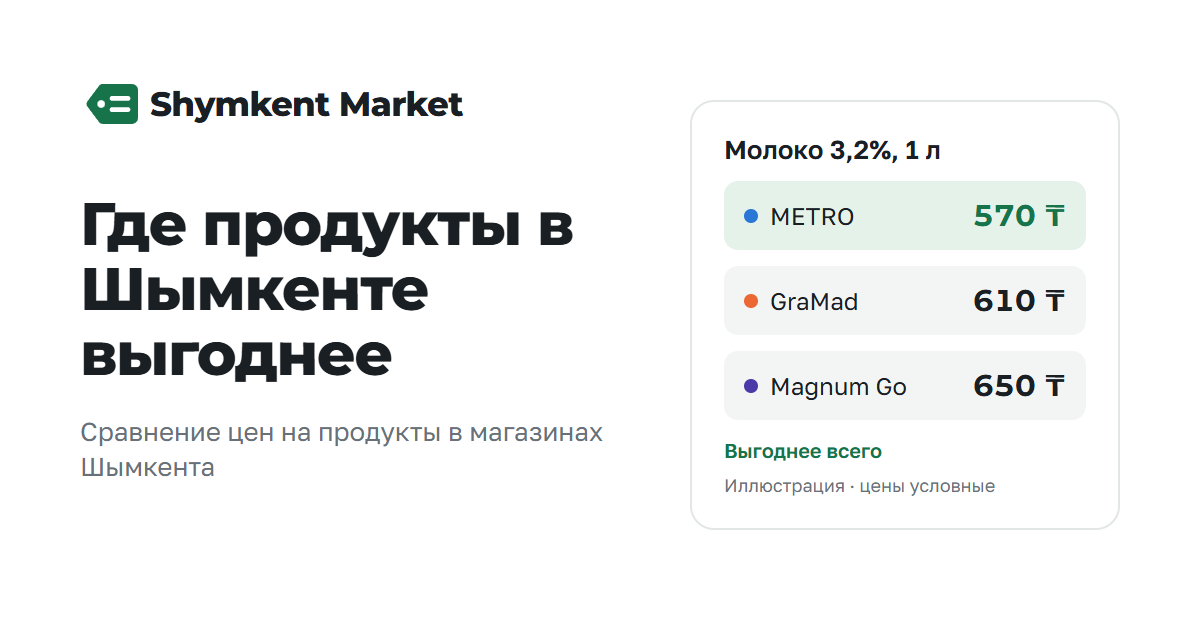 Shymkent Market
Где продукты в
Шымкенте
выгоднее
Сравнение цен на продукты в магазинах
Шымкента
Молоко 3,2%, 1 л
METRO 570 ₸
GraMad 610 ₸
Magnum Go 650 ₸
Выгоднее всего
Иллюстрация · цены условные